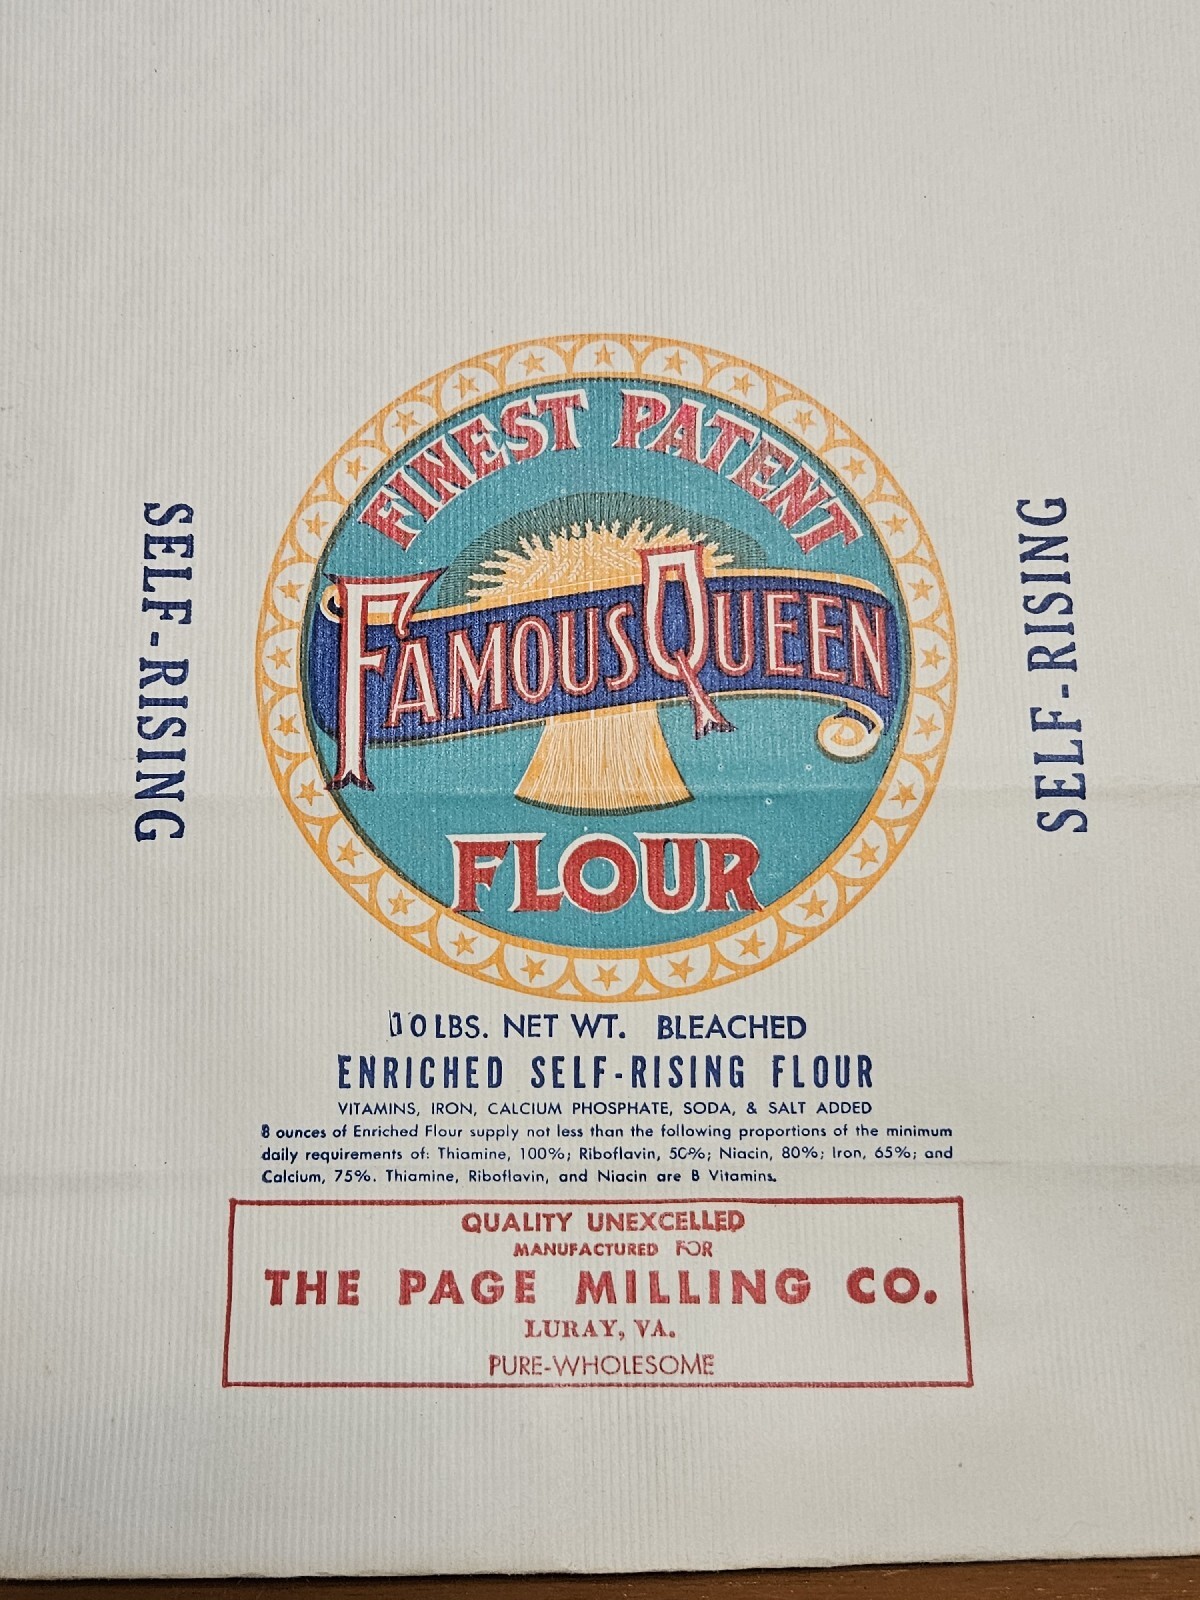 FINEST PATENT
FAMOUS QUEEN
FLOUR
SELF-RISING
SELF-RISING
10 LBS. NET WT. BLEACHED
ENRICHED SELF-RISING FLOUR
VITAMINS, IRON, CALCIUM PHOSPHATE, SODA, & SALT ADDED
8 ounces of Enriched Flour supply not less than the following proportions of the minimum
daily requirements of: Thiamine, 100%; Riboflavin, 50%; Niacin, 80%; Iron, 65%; and
Calcium, 75%. Thiamine, Riboflavin, and Niacin are B Vitamins.
QUALITY UNEXCELLED
MANUFACTURED FOR
THE PAGE MILLING CO.
LURAY, VA.
PURE-WHOLESOME